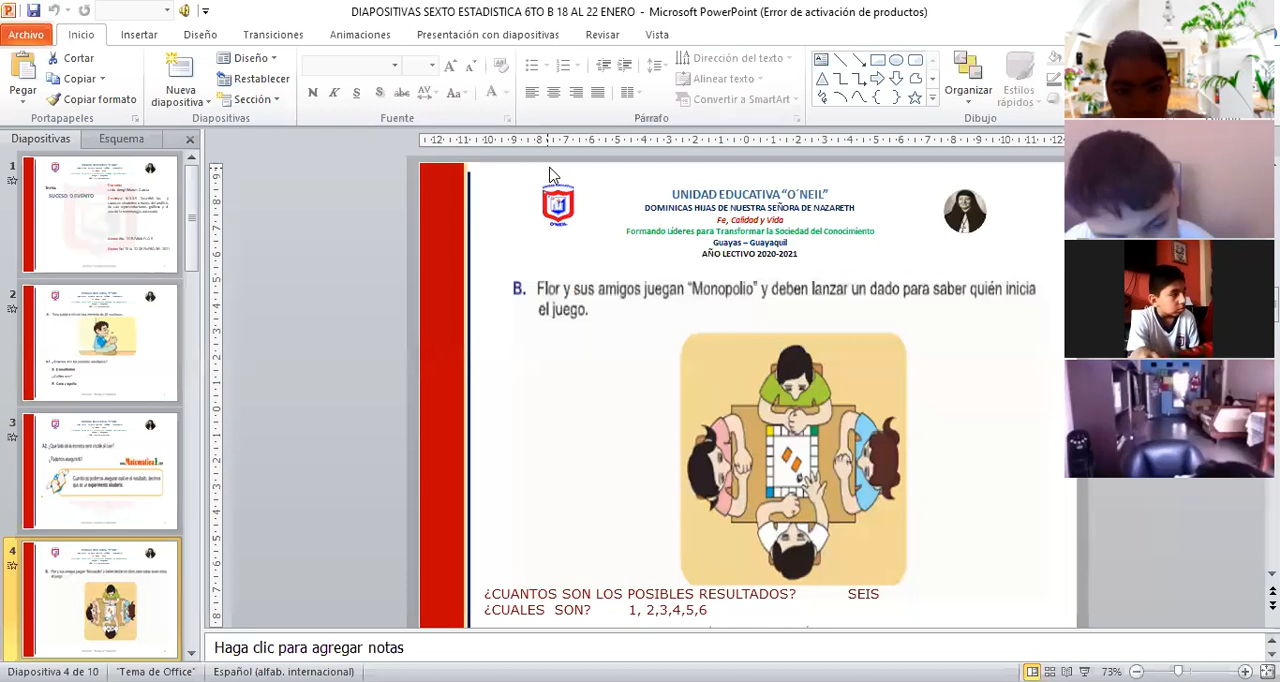 DIAPOSITIVAS SEXTO ESTADISTICA 6TO B 18 AL 22 ENERO - Microsoft PowerPoint (Error de activación de productos)
Archivo Inicio Insertar Diseño Transiciones Animaciones Presentación con diapositivas Revisar Vista
Cortar Diseño Dirección del texto
Copiar Restablecer Alinear texto
Pegar Copiar formato Nueva diapositiva Sección Convertir a SmartArt Organizar Estilos rápidos
Portapapeles Diapositivas Fuente Párrafo Dibujo
Diapositivas Esquema
UNIDAD EDUCATIVA "O´NEIL"
DOMINICAS HIJAS DE NUESTRA SEÑORA DE NAZARETH
Fe, Calidad y Vida
Formando Líderes para Transformar la Sociedad del Conocimiento
Guayas – Guayaquil
AÑO LECTIVO 2020-2021
B. Flor y sus amigos juegan "Monopolio" y deben lanzar un dado para saber quién inicia
el juego.
¿CUANTOS SON LOS POSIBLES RESULTADOS? SEIS
¿CUALES SON? 1, 2,3,4,5,6
1
SUCESO O EVENTO
2
3
4
Haga clic para agregar notas
Diapositiva 4 de 10 "Tema de Office" Español (alfab. internacional) 73%